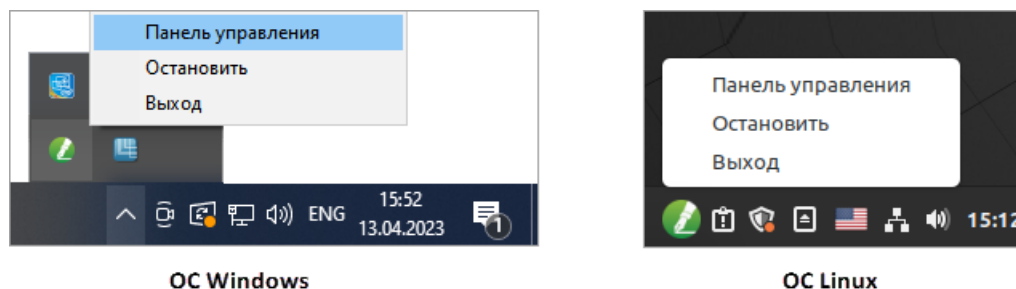 Панель управления
Остановить
Выход
ENG
15:52
13.04.2023
1
ОС Windows
Панель управления
Остановить
Выход
15:12
ОС Linux